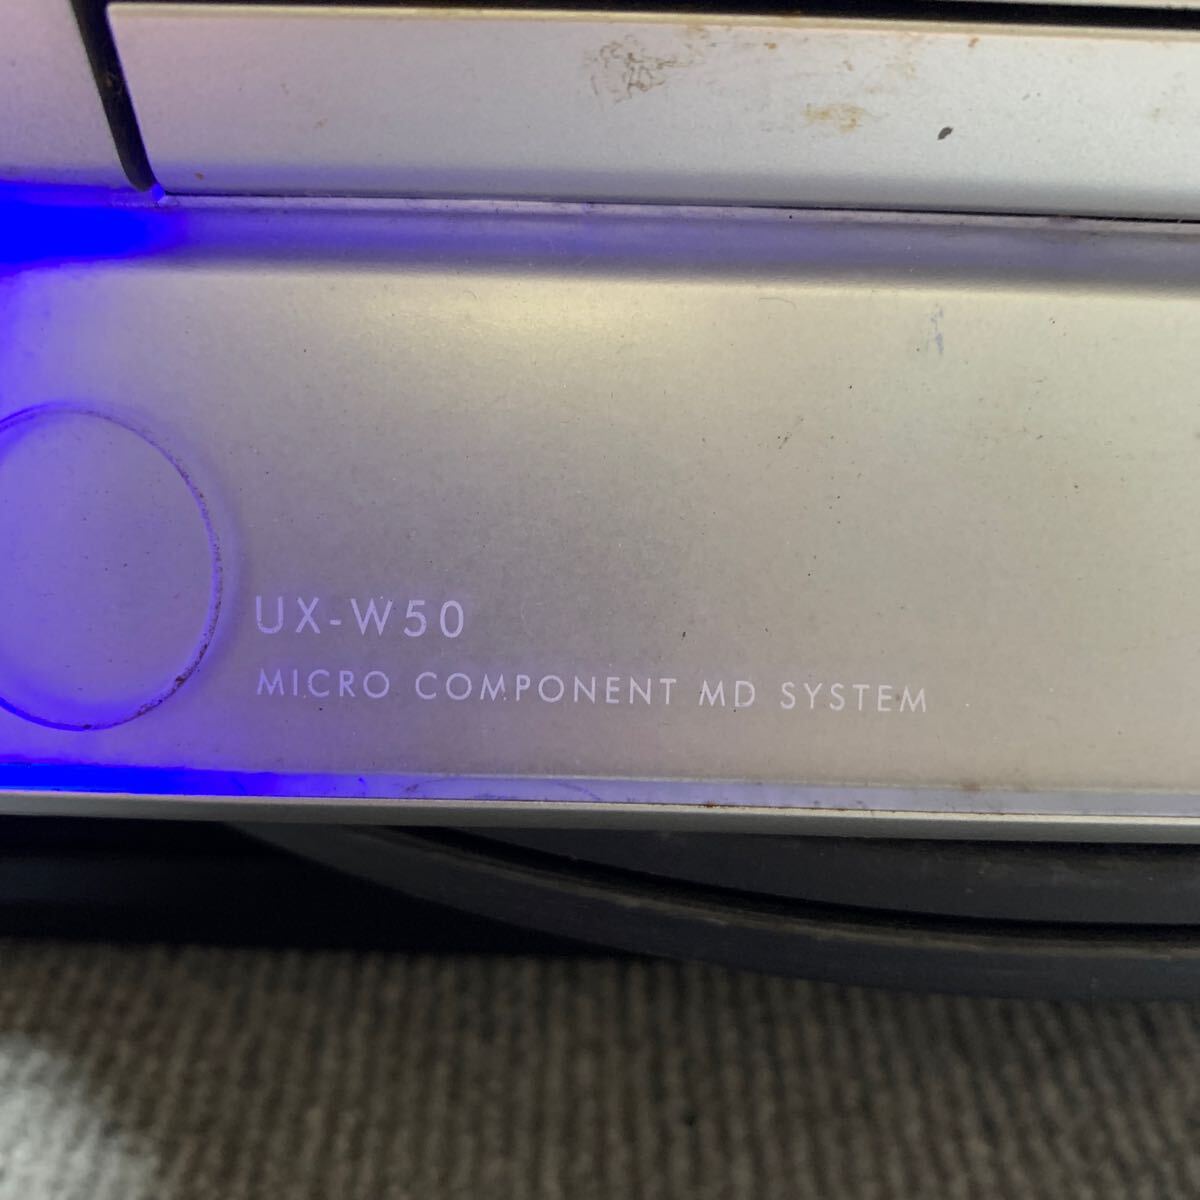 UX-W50
MICRO COMPONENT MD SYSTEM